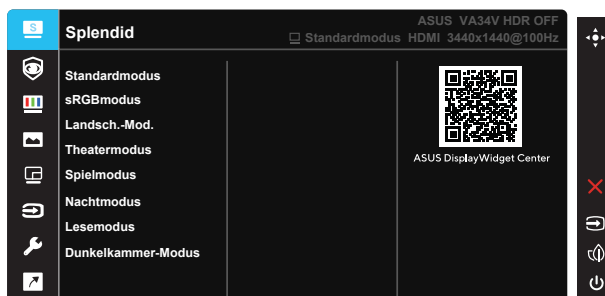 S
Splendid
ASUS VA34V HDR OFF
Standardmodus HDMI 3440x1440@100Hz
Standardmodus
sRGBmodus
Landsch.-Mod.
Theatermodus
Spielmodus
Nachtmodus
Lesemodus
Dunkelkammer-Modus
ASUS DisplayWidget Center